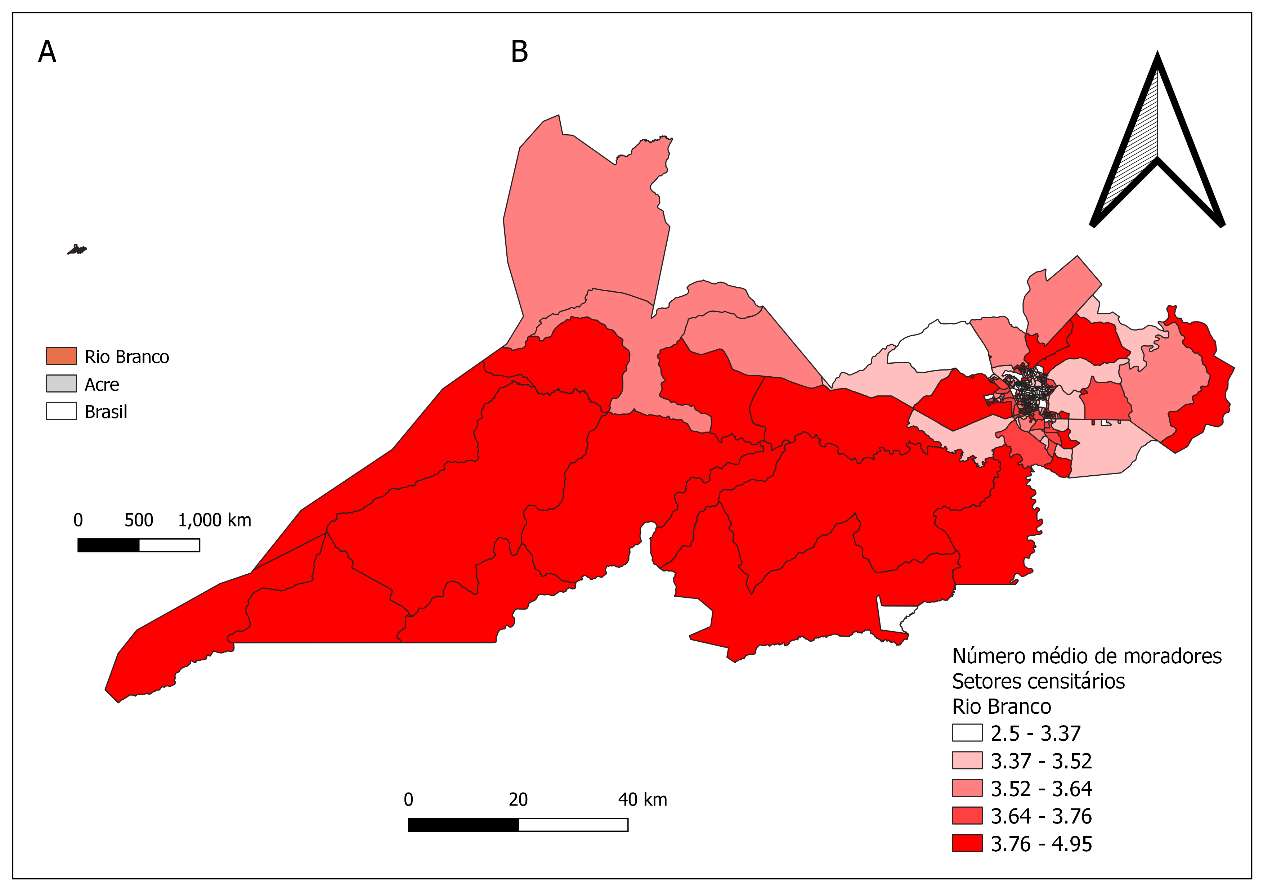 A
B
Rio Branco
Acre
Brasil
0 500 1,000 km
Número médio de moradores
Setores censitários
Rio Branco
2.5 - 3.37
3.37 - 3.52
3.52 - 3.64
3.64 - 3.76
3.76 - 4.95
0 20 40 km